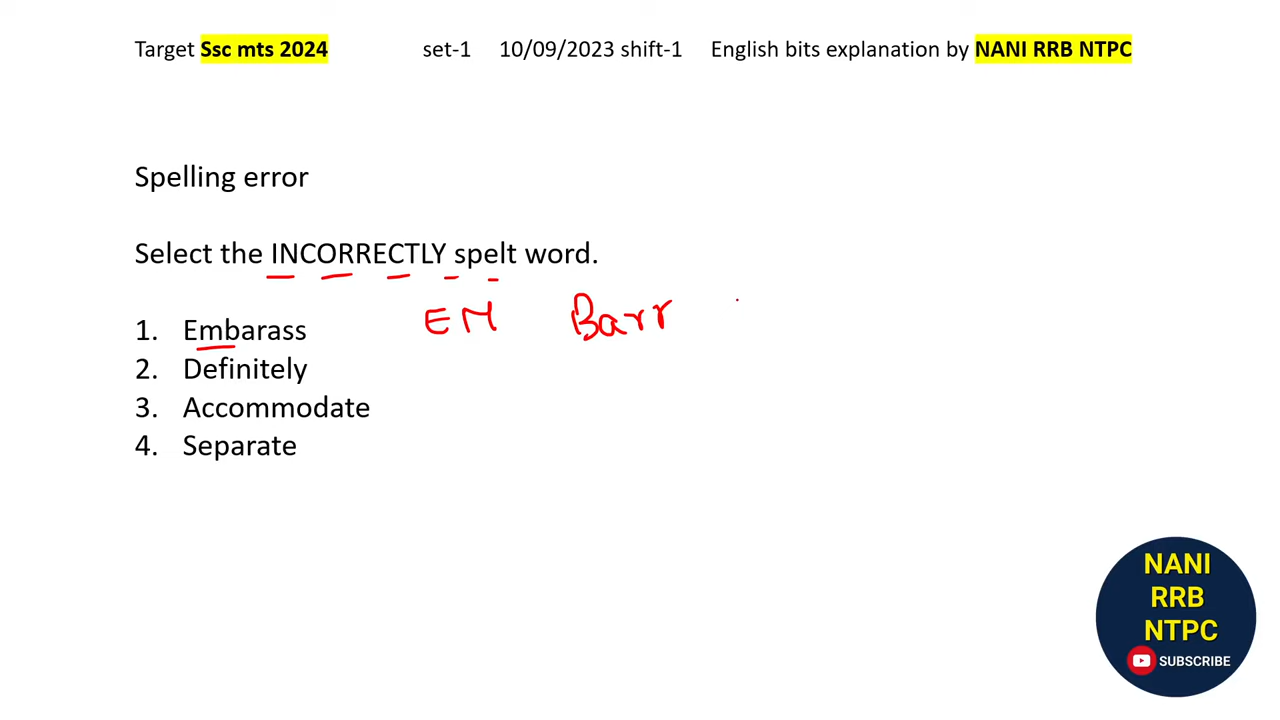 Target Ssc mts 2024 set-1 10/09/2023 shift-1 English bits explanation by NANI RRB NTPC
Spelling error
Select the INCORRECTLY spelt word.
EM Barr
1. Embarass
2. Definitely
3. Accommodate
4. Separate
NANI
RRB
NTPC
SUBSCRIBE